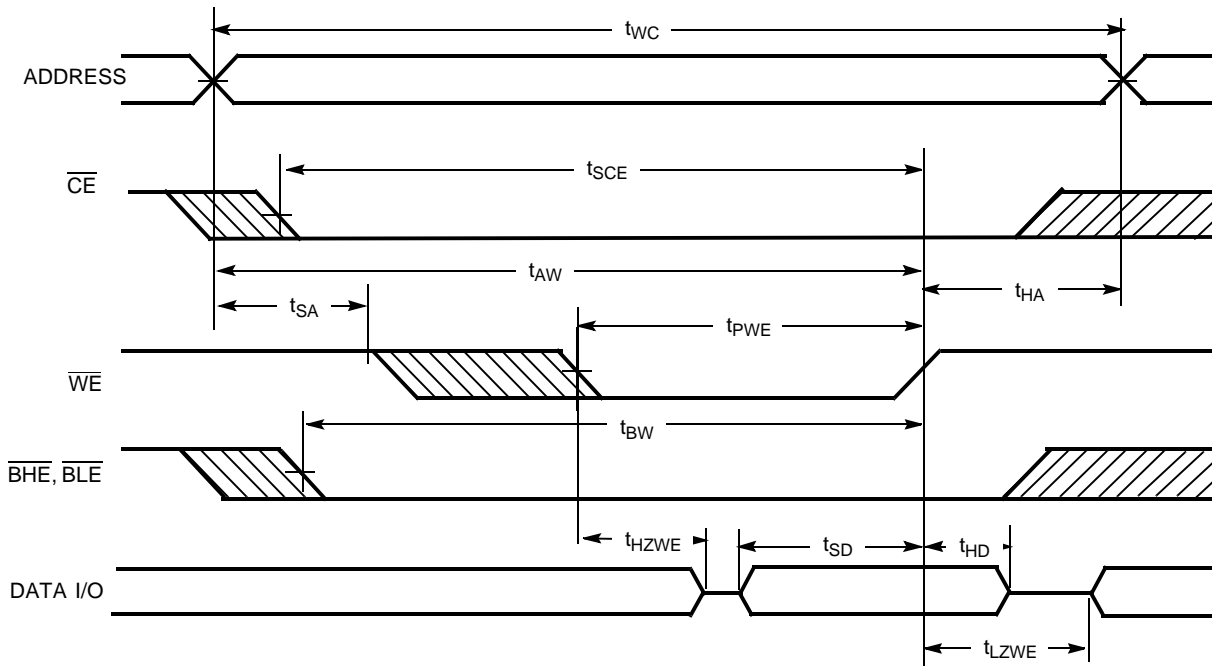 tWC
ADDRESS
tSCE
CE
tAW
tHA
tSA
tPWE
WE
tBW
BHE, BLE
tHZWE
tSD
tHD
DATA I/O
tLZWE